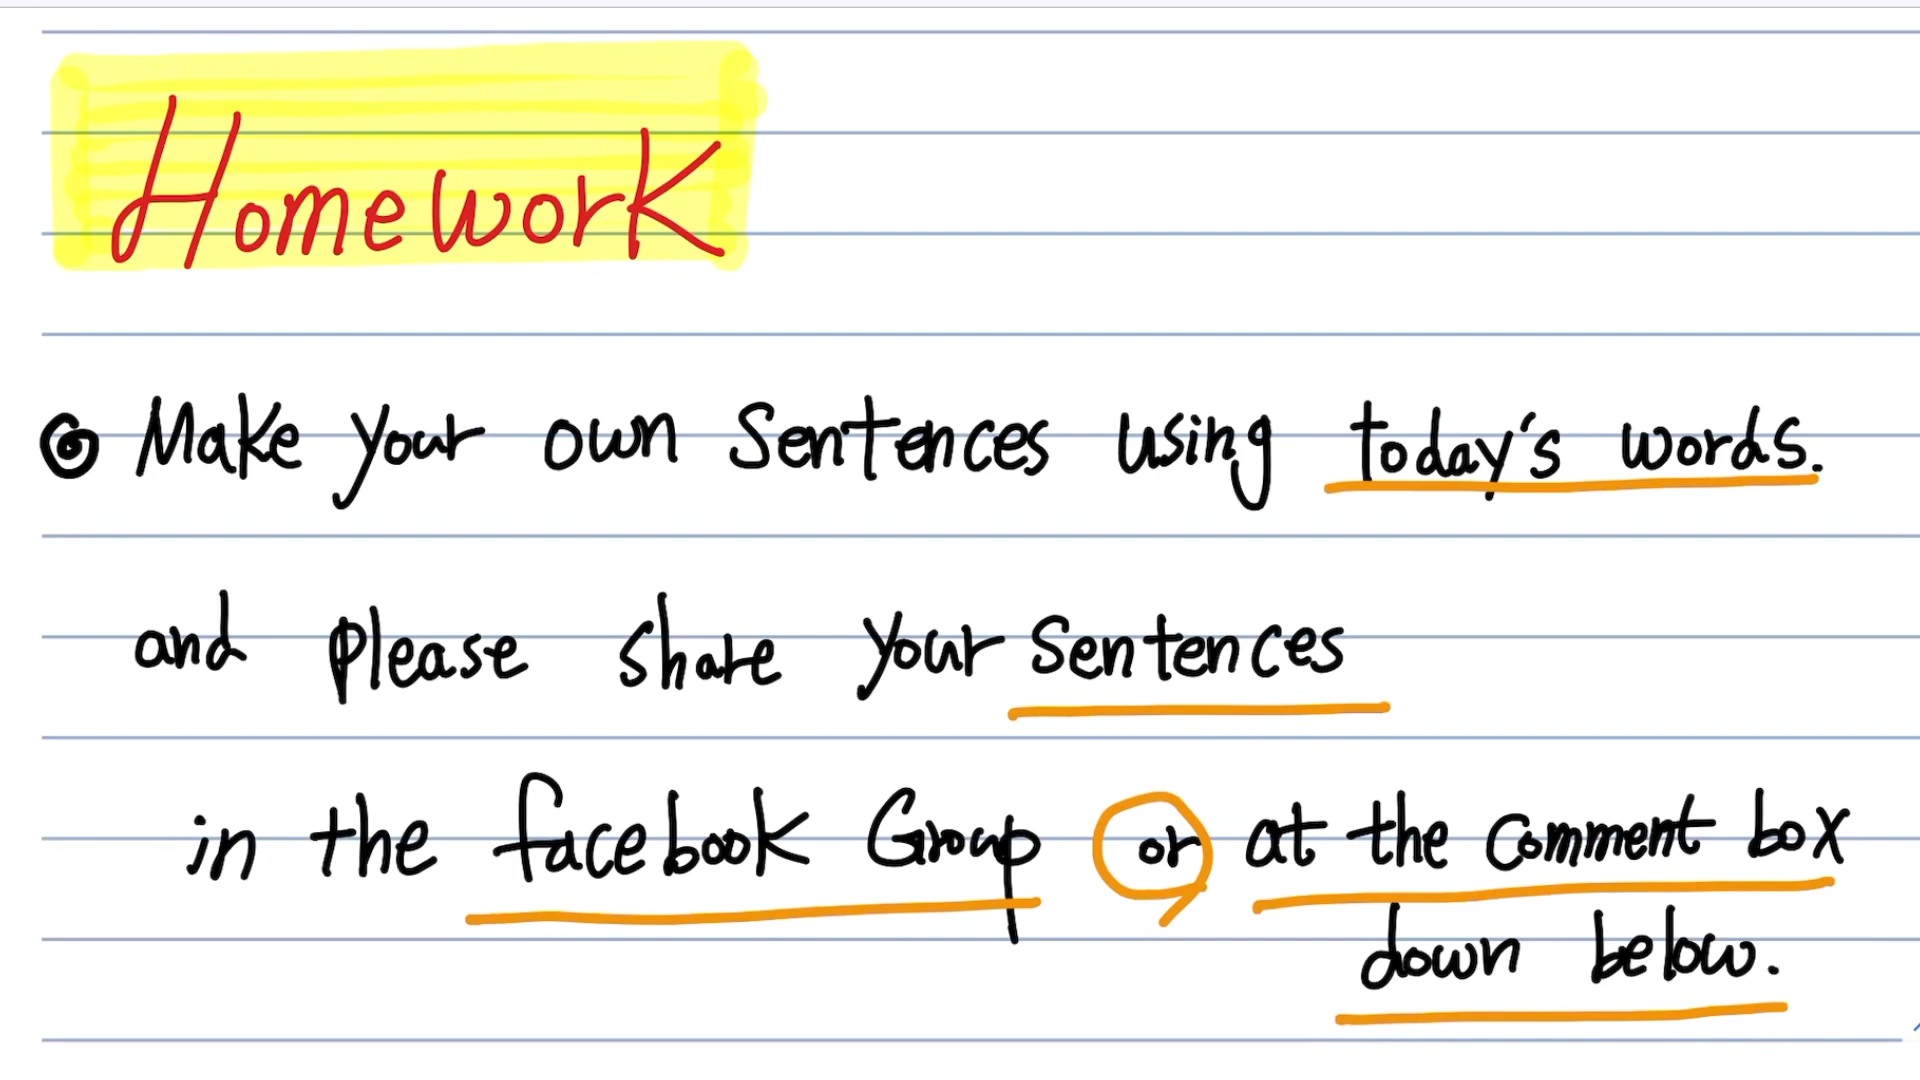 Homework
◎ Make your own Sentences using today's words.
and please share your Sentences
in the facebook Group or at the comment box
down below.